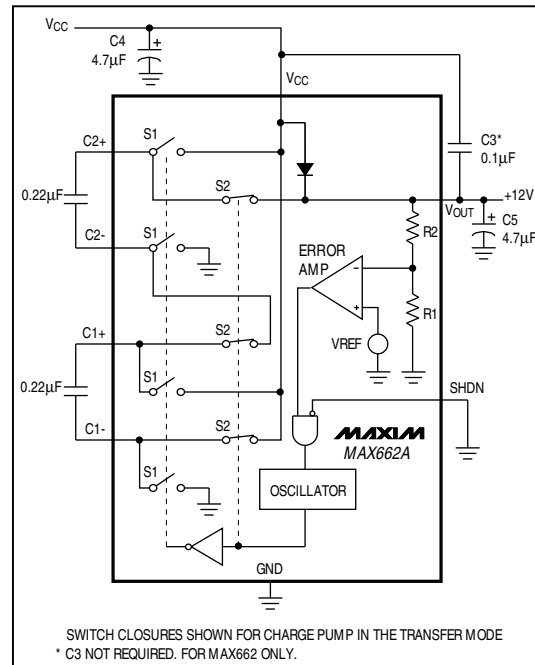 VCC
C4
4.7µF
+
VCC
C2+
S1
C3*
0.1µF
0.22µF
S2
VOUT
+12V
C2-
S1
+
C5
4.7µF
R2
ERROR
AMP
−
+
C1+
S2
R1
VREF
0.22µF
S1
SHDN
C1-
S2
MAXIM
MAX662A
S1
OSCILLATOR
GND
SWITCH CLOSURES SHOWN FOR CHARGE PUMP IN THE TRANSFER MODE
* C3 NOT REQUIRED. FOR MAX662 ONLY.